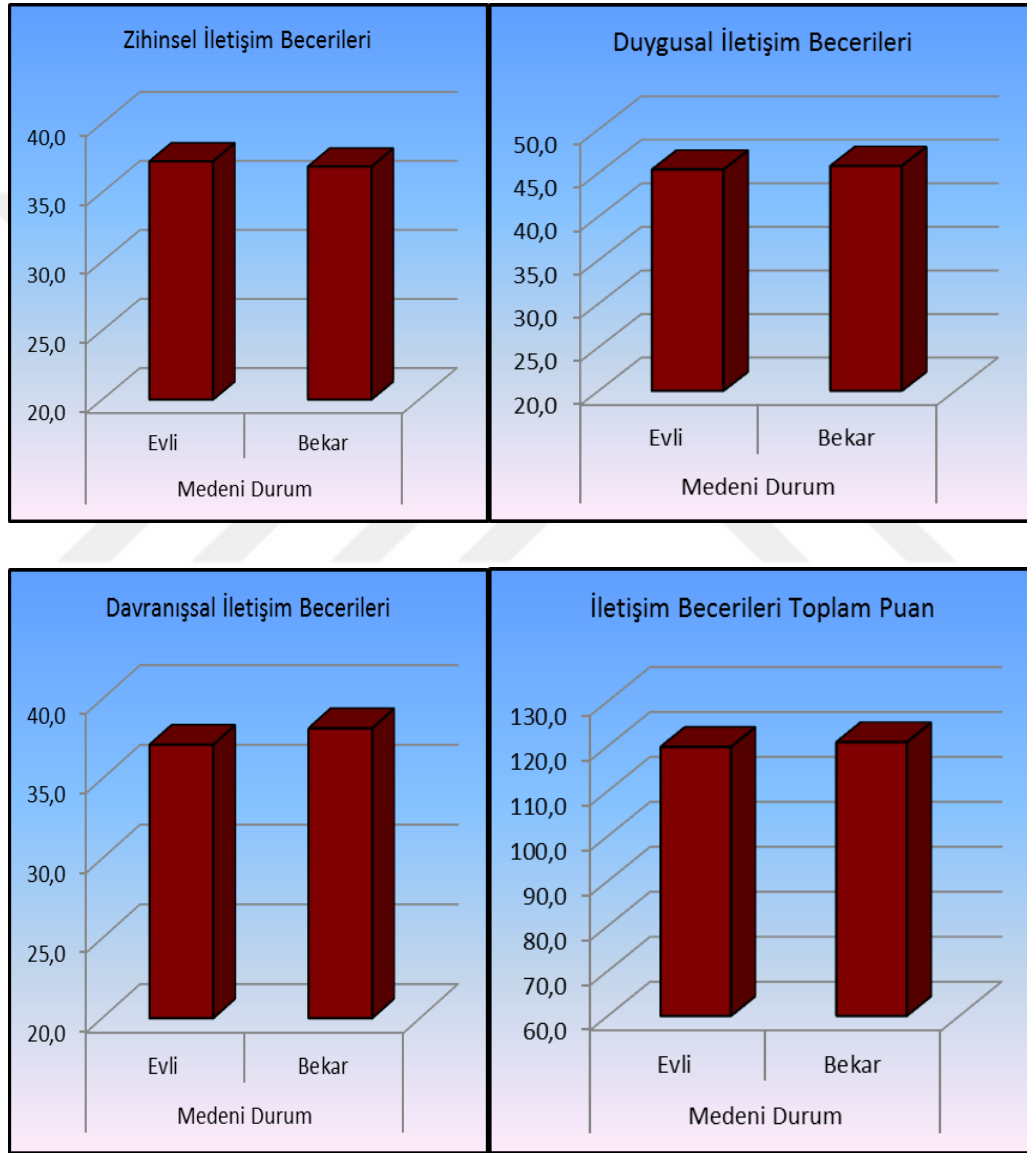 Zihinsel İletişim Becerileri
40,0
35,0
30,0
25,0
20,0
Evli Bekar
Medeni Durum
Duygusal İletişim Becerileri
50,0
45,0
40,0
35,0
30,0
25,0
20,0
Evli Bekar
Medeni Durum
Davranışsal İletişim Becerileri
40,0
35,0
30,0
25,0
20,0
Evli Bekar
Medeni Durum
İletişim Becerileri Toplam Puan
130,0
120,0
110,0
100,0
90,0
80,0
70,0
60,0
Evli Bekar
Medeni Durum